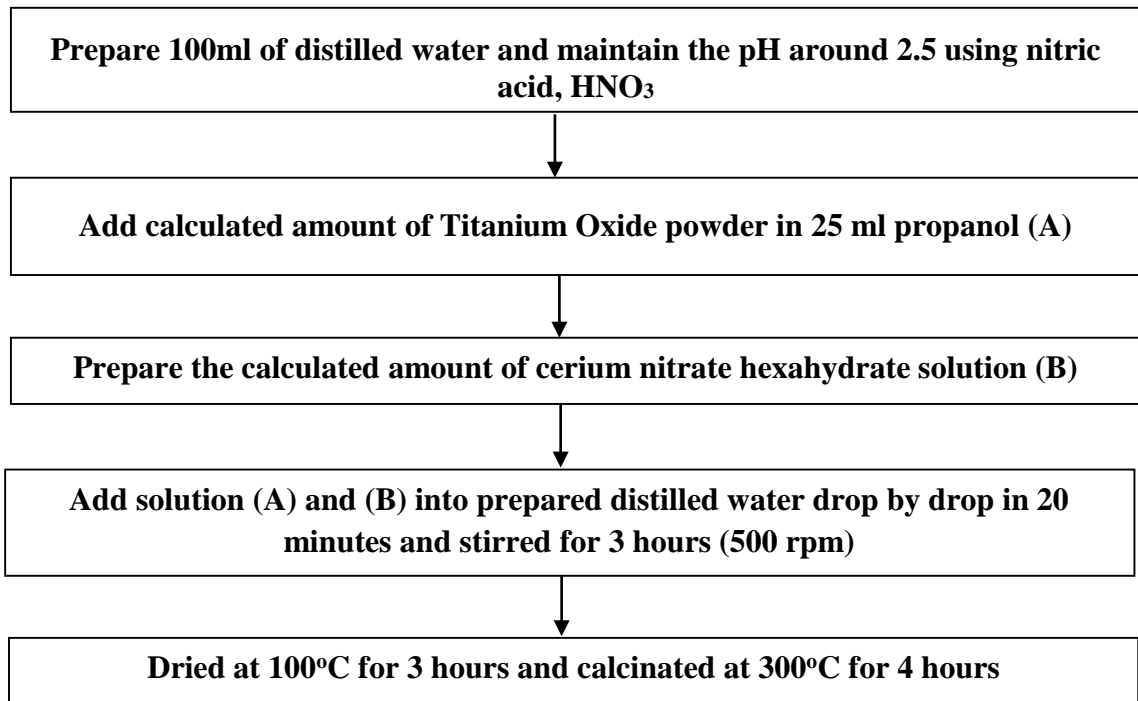 Prepare 100ml of distilled water and maintain the pH around 2.5 using nitric
acid, HNO₃
Add calculated amount of Titanium Oxide powder in 25 ml propanol (A)
Prepare the calculated amount of cerium nitrate hexahydrate solution (B)
Add solution (A) and (B) into prepared distilled water drop by drop in 20
minutes and stirred for 3 hours (500 rpm)
Dried at 100ᵒC for 3 hours and calcinated at 300ᵒC for 4 hours